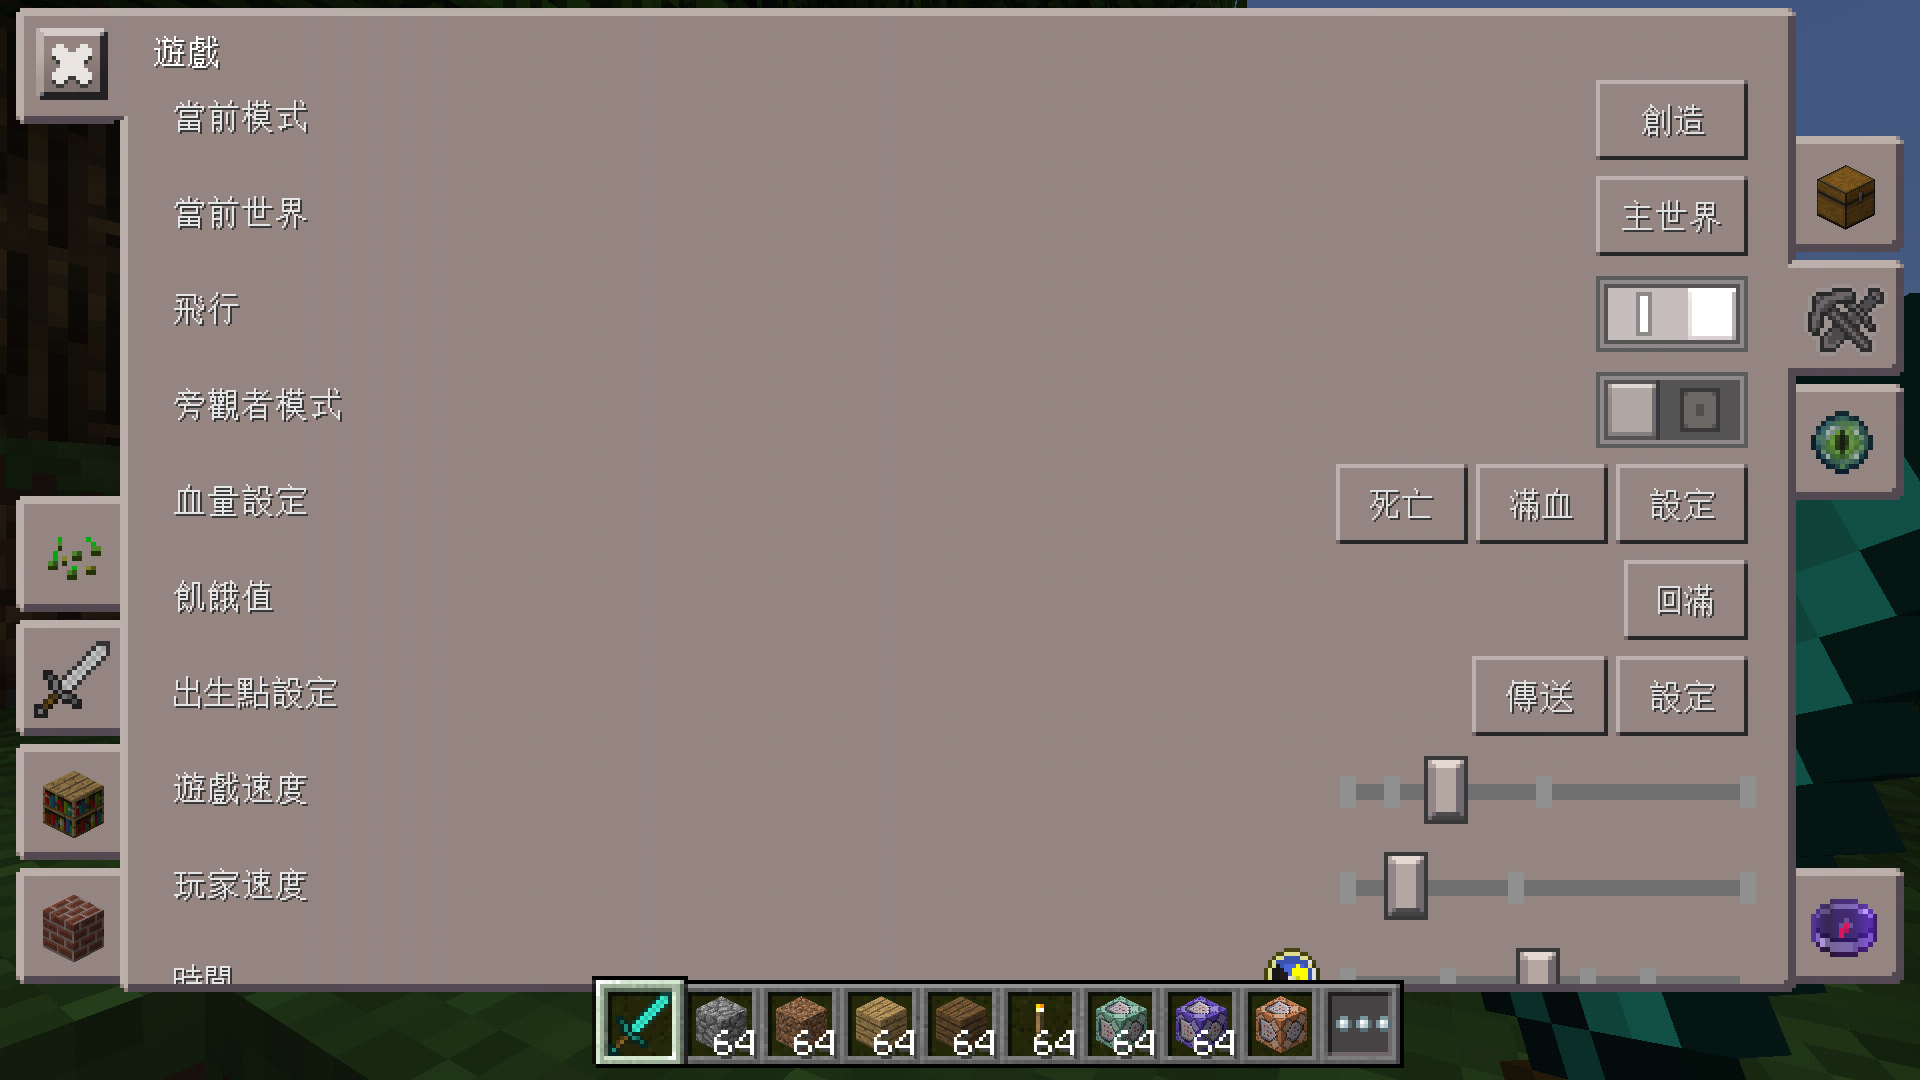 遊戲
當前模式
創造
當前世界
主世界
飛行
旁觀者模式
血量設定
死亡 滿血 設定
飢餓值
回滿
出生點設定
傳送 設定
遊戲速度
玩家速度
時間
64 64 64 64 64 64 64